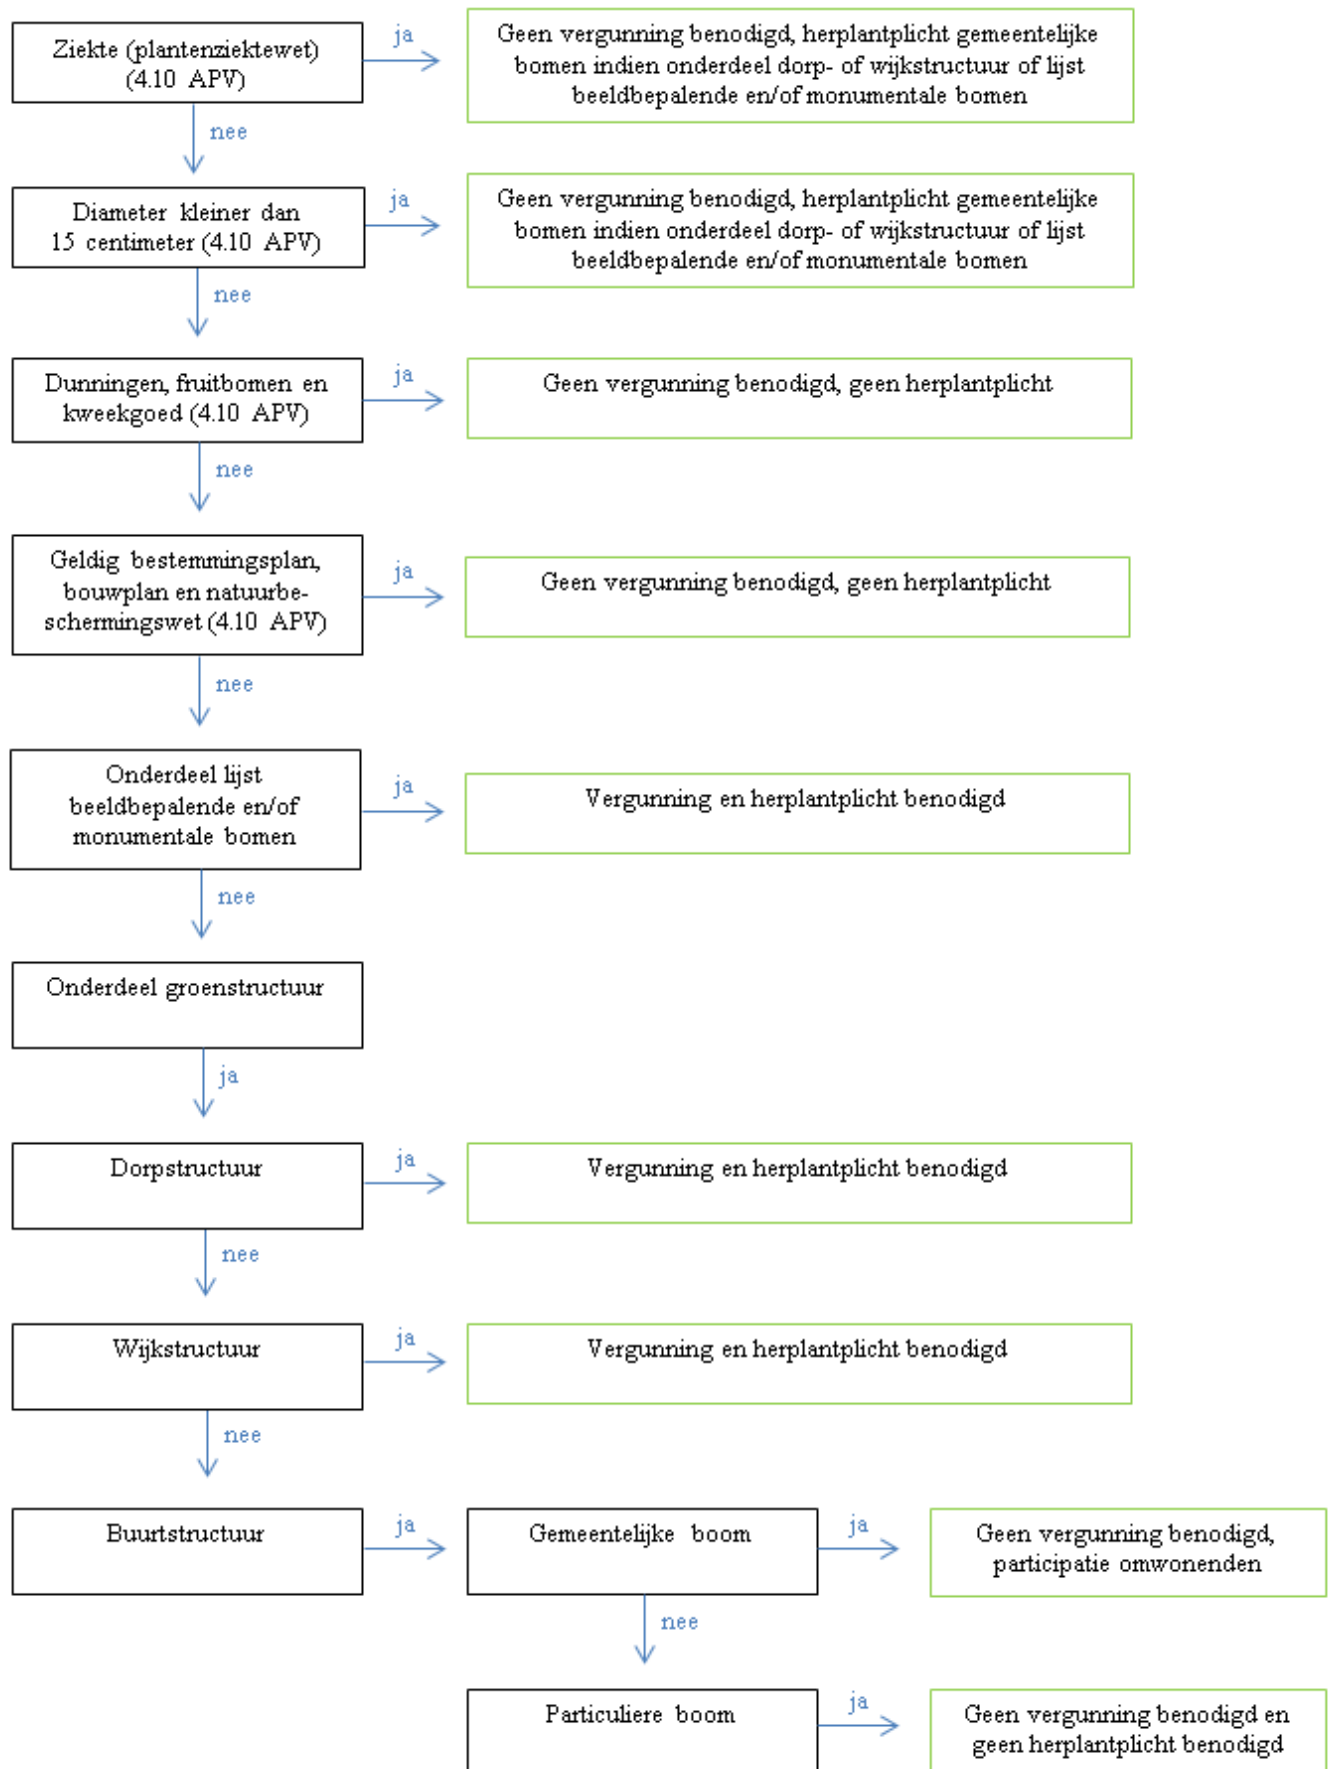 Ziekte (plantenziektewet)
(4.10 APV)
ja
Geen vergunning benodigd, herplantplicht gemeentelijke
bomen indien onderdeel dorp- of wijkstructuur of lijst
beeldbepalende en/of monumentale bomen
nee
Diameter kleiner dan
15 centimeter (4.10 APV)
ja
Geen vergunning benodigd, herplantplicht gemeentelijke
bomen indien onderdeel dorp- of wijkstructuur of lijst
beeldbepalende en/of monumentale bomen
nee
Dunningen, fruitbomen en
kweekgoed (4.10 APV)
ja
Geen vergunning benodigd, geen herplantplicht
nee
Geldig bestemmingsplan,
bouwplan en natuurbe-
schermingswet (4.10 APV)
ja
Geen vergunning benodigd, geen herplantplicht
nee
Onderdeel lijst
beeldbepalende en/of
monumentale bomen
ja
Vergunning en herplantplicht benodigd
nee
Onderdeel groenstructuur
ja
Dorpstructuur
ja
Vergunning en herplantplicht benodigd
nee
Wijkstructuur
ja
Vergunning en herplantplicht benodigd
nee
Buurtstructuur
ja
Gemeentelijke boom
ja
Geen vergunning benodigd,
participatie omwonenden
nee
Particuliere boom
ja
Geen vergunning benodigd en
geen herplantplicht benodigd